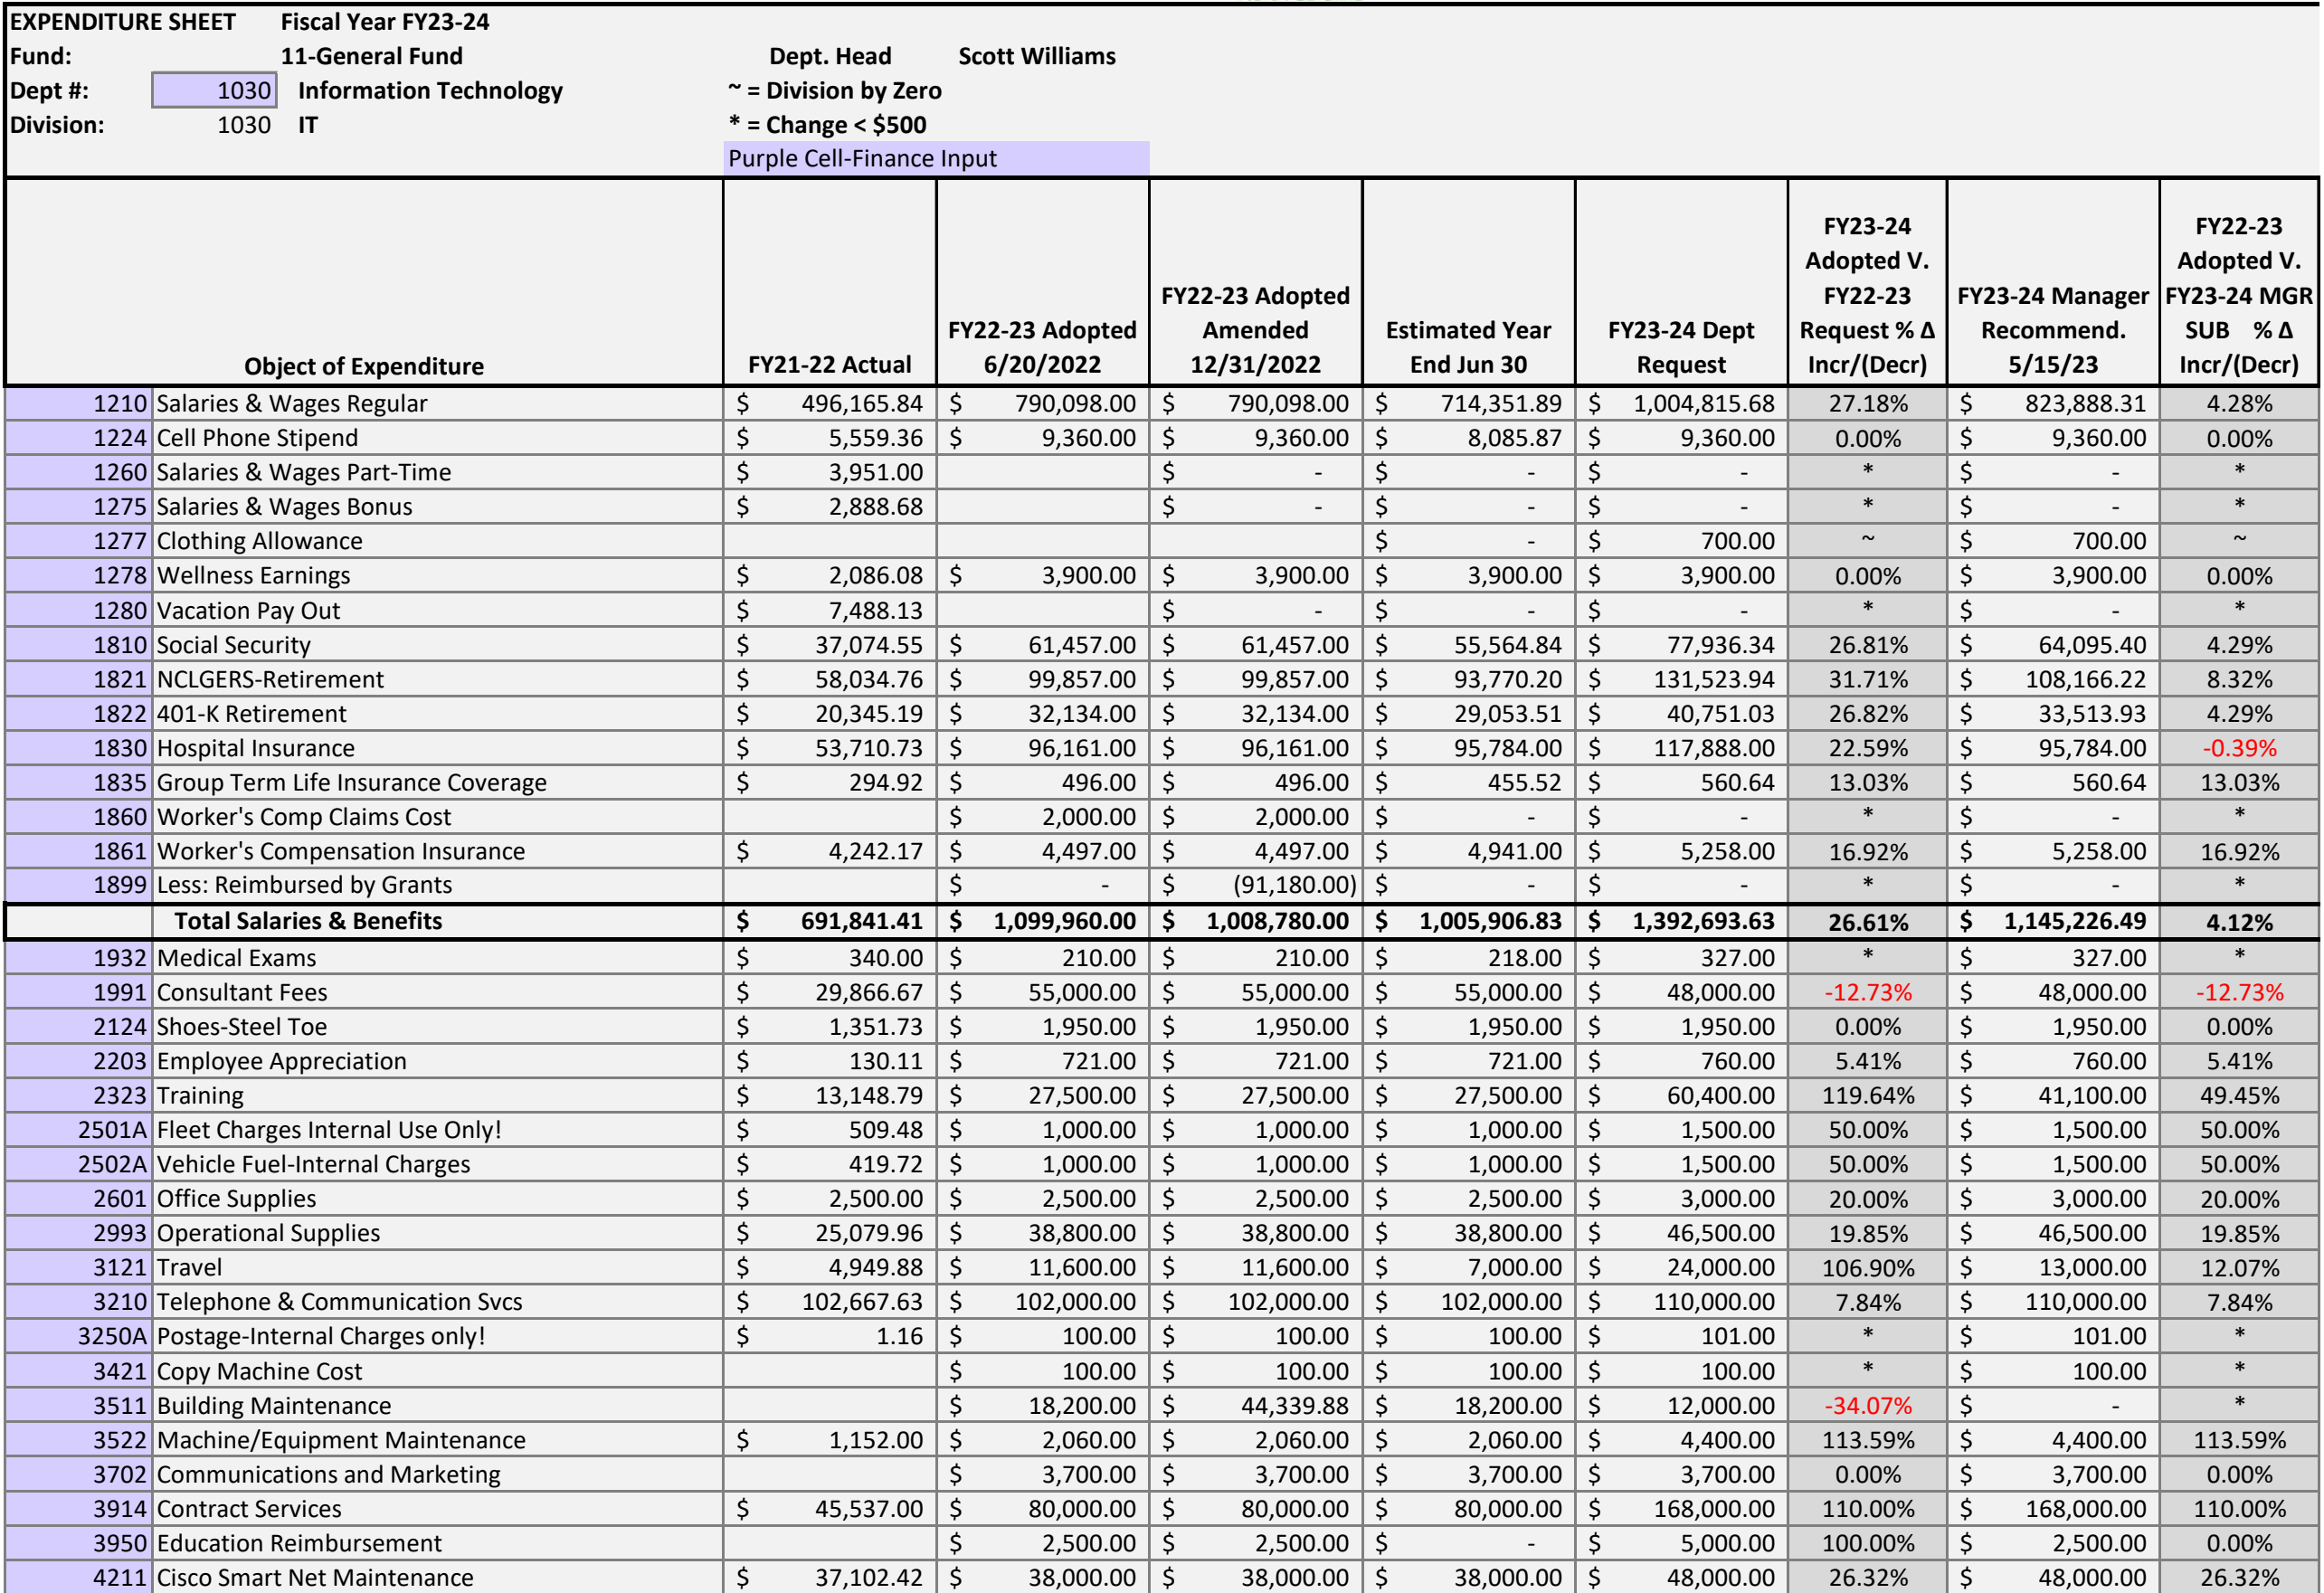 EXPENDITURE SHEET Fiscal Year FY23-24
Fund: 11-General Fund Dept. Head Scott Williams
Dept #: 1030 Information Technology ~ = Division by Zero
Division: 1030 IT * = Change < $500
Purple Cell-Finance Input
FY23-24 FY22-23
Adopted V. Adopted V.
FY22-23 Adopted FY22-23 FY23-24 Manager FY23-24 MGR
FY22-23 Adopted Amended Estimated Year FY23-24 Dept Request % Δ Recommend. SUB % Δ
Object of Expenditure FY21-22 Actual 6/20/2022 12/31/2022 End Jun 30 Request Incr/(Decr) 5/15/23 Incr/(Decr)
1210 Salaries & Wages Regular $ 496,165.84 $ 790,098.00 $ 790,098.00 $ 714,351.89 $ 1,004,815.68 27.18% $ 823,888.31 4.28%
1224 Cell Phone Stipend $ 5,559.36 $ 9,360.00 $ 9,360.00 $ 8,085.87 $ 9,360.00 0.00% $ 9,360.00 0.00%
1260 Salaries & Wages Part-Time $ 3,951.00 $ - $ - $ - * $ - *
1275 Salaries & Wages Bonus $ 2,888.68 $ - $ - $ - * $ - *
1277 Clothing Allowance $ - $ 700.00 ~ $ 700.00 ~
1278 Wellness Earnings $ 2,086.08 $ 3,900.00 $ 3,900.00 $ 3,900.00 $ 3,900.00 0.00% $ 3,900.00 0.00%
1280 Vacation Pay Out $ 7,488.13 $ - $ - $ - * $ - *
1810 Social Security $ 37,074.55 $ 61,457.00 $ 61,457.00 $ 55,564.84 $ 77,936.34 26.81% $ 64,095.40 4.29%
1821 NCLGERS-Retirement $ 58,034.76 $ 99,857.00 $ 99,857.00 $ 93,770.20 $ 131,523.94 31.71% $ 108,166.22 8.32%
1822 401-K Retirement $ 20,345.19 $ 32,134.00 $ 32,134.00 $ 29,053.51 $ 40,751.03 26.82% $ 33,513.93 4.29%
1830 Hospital Insurance $ 53,710.73 $ 96,161.00 $ 96,161.00 $ 95,784.00 $ 117,888.00 22.59% $ 95,784.00 -0.39%
1835 Group Term Life Insurance Coverage $ 294.92 $ 496.00 $ 496.00 $ 455.52 $ 560.64 13.03% $ 560.64 13.03%
1860 Worker's Comp Claims Cost $ 2,000.00 $ 2,000.00 $ - $ - * $ - *
1861 Worker's Compensation Insurance $ 4,242.17 $ 4,497.00 $ 4,497.00 $ 4,941.00 $ 5,258.00 16.92% $ 5,258.00 16.92%
1899 Less: Reimbursed by Grants $ - $ (91,180.00) $ - $ - * $ - *
Total Salaries & Benefits $ 691,841.41 $ 1,099,960.00 $ 1,008,780.00 $ 1,005,906.83 $ 1,392,693.63 26.61% $ 1,145,226.49 4.12%
1932 Medical Exams $ 340.00 $ 210.00 $ 210.00 $ 218.00 $ 327.00 * $ 327.00 *
1991 Consultant Fees $ 29,866.67 $ 55,000.00 $ 55,000.00 $ 55,000.00 $ 48,000.00 -12.73% $ 48,000.00 -12.73%
2124 Shoes-Steel Toe $ 1,351.73 $ 1,950.00 $ 1,950.00 $ 1,950.00 $ 1,950.00 0.00% $ 1,950.00 0.00%
2203 Employee Appreciation $ 130.11 $ 721.00 $ 721.00 $ 721.00 $ 760.00 5.41% $ 760.00 5.41%
2323 Training $ 13,148.79 $ 27,500.00 $ 27,500.00 $ 27,500.00 $ 60,400.00 119.64% $ 41,100.00 49.45%
2501A Fleet Charges Internal Use Only! $ 509.48 $ 1,000.00 $ 1,000.00 $ 1,000.00 $ 1,500.00 50.00% $ 1,500.00 50.00%
2502A Vehicle Fuel-Internal Charges $ 419.72 $ 1,000.00 $ 1,000.00 $ 1,000.00 $ 1,500.00 50.00% $ 1,500.00 50.00%
2601 Office Supplies $ 2,500.00 $ 2,500.00 $ 2,500.00 $ 2,500.00 $ 3,000.00 20.00% $ 3,000.00 20.00%
2993 Operational Supplies $ 25,079.96 $ 38,800.00 $ 38,800.00 $ 38,800.00 $ 46,500.00 19.85% $ 46,500.00 19.85%
3121 Travel $ 4,949.88 $ 11,600.00 $ 11,600.00 $ 7,000.00 $ 24,000.00 106.90% $ 13,000.00 12.07%
3210 Telephone & Communication Svcs $ 102,667.63 $ 102,000.00 $ 102,000.00 $ 102,000.00 $ 110,000.00 7.84% $ 110,000.00 7.84%
3250A Postage-Internal Charges only! $ 1.16 $ 100.00 $ 100.00 $ 100.00 $ 101.00 * $ 101.00 *
3421 Copy Machine Cost $ 100.00 $ 100.00 $ 100.00 $ 100.00 * $ 100.00 *
3511 Building Maintenance $ 18,200.00 $ 44,339.88 $ 18,200.00 $ 12,000.00 -34.07% $ - *
3522 Machine/Equipment Maintenance $ 1,152.00 $ 2,060.00 $ 2,060.00 $ 2,060.00 $ 4,400.00 113.59% $ 4,400.00 113.59%
3702 Communications and Marketing $ 3,700.00 $ 3,700.00 $ 3,700.00 $ 3,700.00 0.00% $ 3,700.00 0.00%
3914 Contract Services $ 45,537.00 $ 80,000.00 $ 80,000.00 $ 80,000.00 $ 168,000.00 110.00% $ 168,000.00 110.00%
3950 Education Reimbursement $ 2,500.00 $ 2,500.00 $ - $ 5,000.00 100.00% $ 2,500.00 0.00%
4211 Cisco Smart Net Maintenance $ 37,102.42 $ 38,000.00 $ 38,000.00 $ 38,000.00 $ 48,000.00 26.32% $ 48,000.00 26.32%